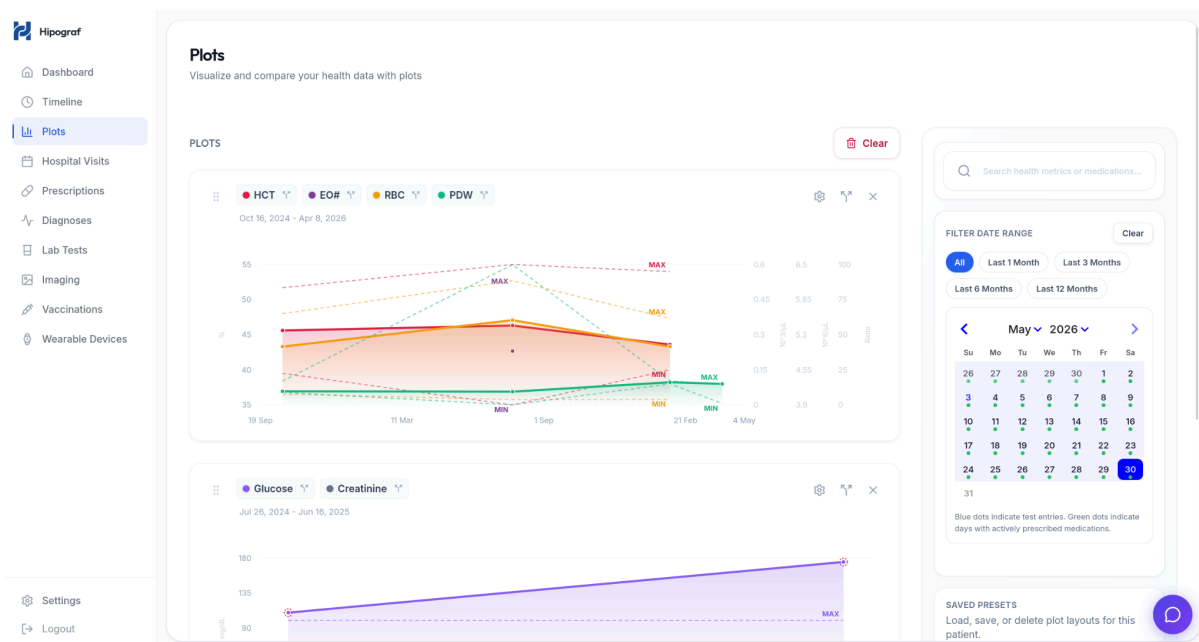 Hipograf
Dashboard
Timeline
Plots
Hospital Visits
Prescriptions
Diagnoses
Lab Tests
Imaging
Vaccinations
Wearable Devices
Settings
Logout
Plots
Visualize and compare your health data with plots
PLOTS
Clear
HCT EO# RBC PDW
Oct 16, 2024 - Apr 8, 2026
55 MAX 0.6 6.5 100
MAX
50 0.45 5.85 75
MAX
% 45 0.3 10^9/µL 5.2 10^6/µL 50 Ratio
40 0.15 4.55 25
MIN MAX
35 MIN MIN MIN 0 3.9 0
19 Sep 11 Mar 1 Sep 21 Feb 4 May
Glucose Creatinine
Jul 26, 2024 - Jun 16, 2025
180
135
MAX
mg/dL 90
Search health metrics or medications...
FILTER DATE RANGE Clear
All Last 1 Month Last 3 Months
Last 6 Months Last 12 Months
May 2026
Su Mo Tu We Th Fr Sa
26 27 28 29 30 1 2
3 4 5 6 7 8 9
10 11 12 13 14 15 16
17 18 19 20 21 22 23
24 25 26 27 28 29 30
31
Blue dots indicate test entries. Green dots indicate
days with actively prescribed medications.
SAVED PRESETS
Load, save, or delete plot layouts for this
patient.